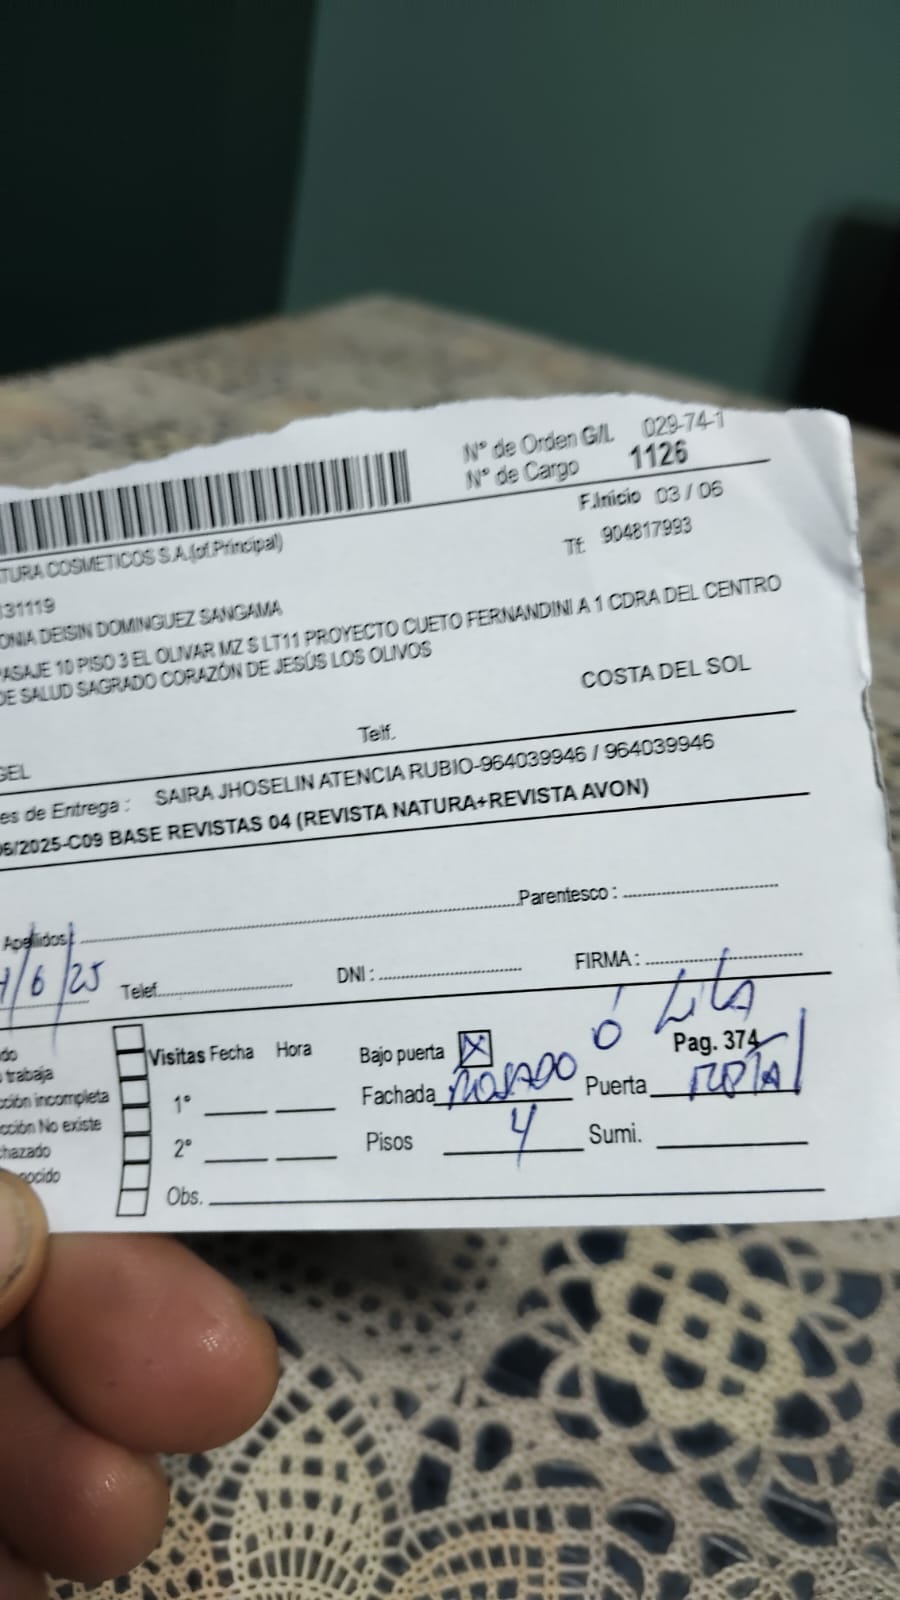 Nº de Orden G/L 029-74-1
Nº de Cargo 1126
F.Inicio 03 / 06
TURA COSMETICOS S.A.(of.Principal)
Tf: 904817993
131119
ONIA DEISIN DOMINGUEZ SANGAMA
PASAJE 10 PISO 3 EL OLIVAR MZ S LT11 PROYECTO CUETO FERNANDINI A 1 CDRA DEL CENTRO
DE SALUD SAGRADO CORAZÓN DE JESÚS LOS OLIVOS
COSTA DEL SOL
GEL Telf.
es de Entrega : SAIRA JHOSELIN ATENCIA RUBIO-964039946 / 964039946
06/2025-C09 BASE REVISTAS 04 (REVISTA NATURA+REVISTA AVON)
Apellidos: Parentesco :
/6/25 Telef. DNI : FIRMA :
ó Lila
do Visitas Fecha Hora Bajo puerta X Pag. 374
trabaja
cción incompleta 1° Fachada ROSADO Puerta METAL
cción No existe
hazado 2° Pisos 4 Sumi.
nocido
Obs.